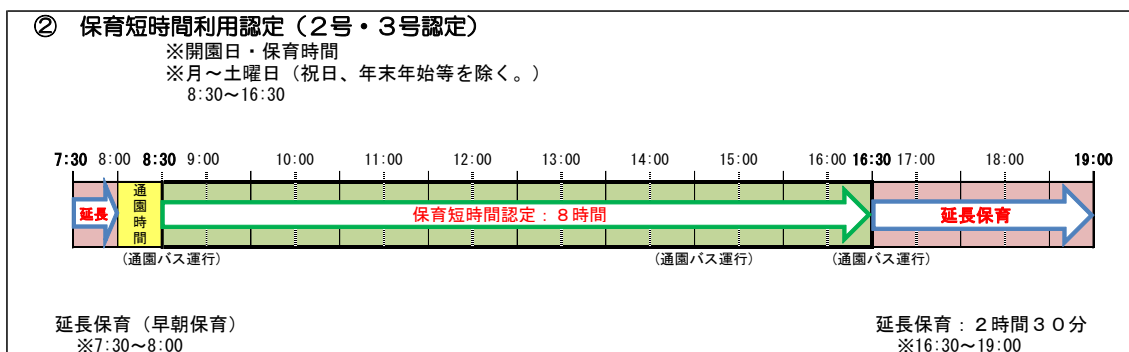 ② 保育短時間利用認定(2号・3号認定)
※開園日・保育時間
※月~土曜日(祝日、年末年始等を除く。)
8:30~16:30
7:30 8:00 8:30 9:00 10:00 11:00 12:00 13:00 14:00 15:00 16:00 16:30 17:00 18:00 19:00
延長
通園時間
保育短時間認定:8時間
延長保育
(通園バス運行) (通園バス運行) (通園バス運行)
延長保育(早朝保育)
※7:30~8:00
延長保育:2時間30分
※16:30~19:00